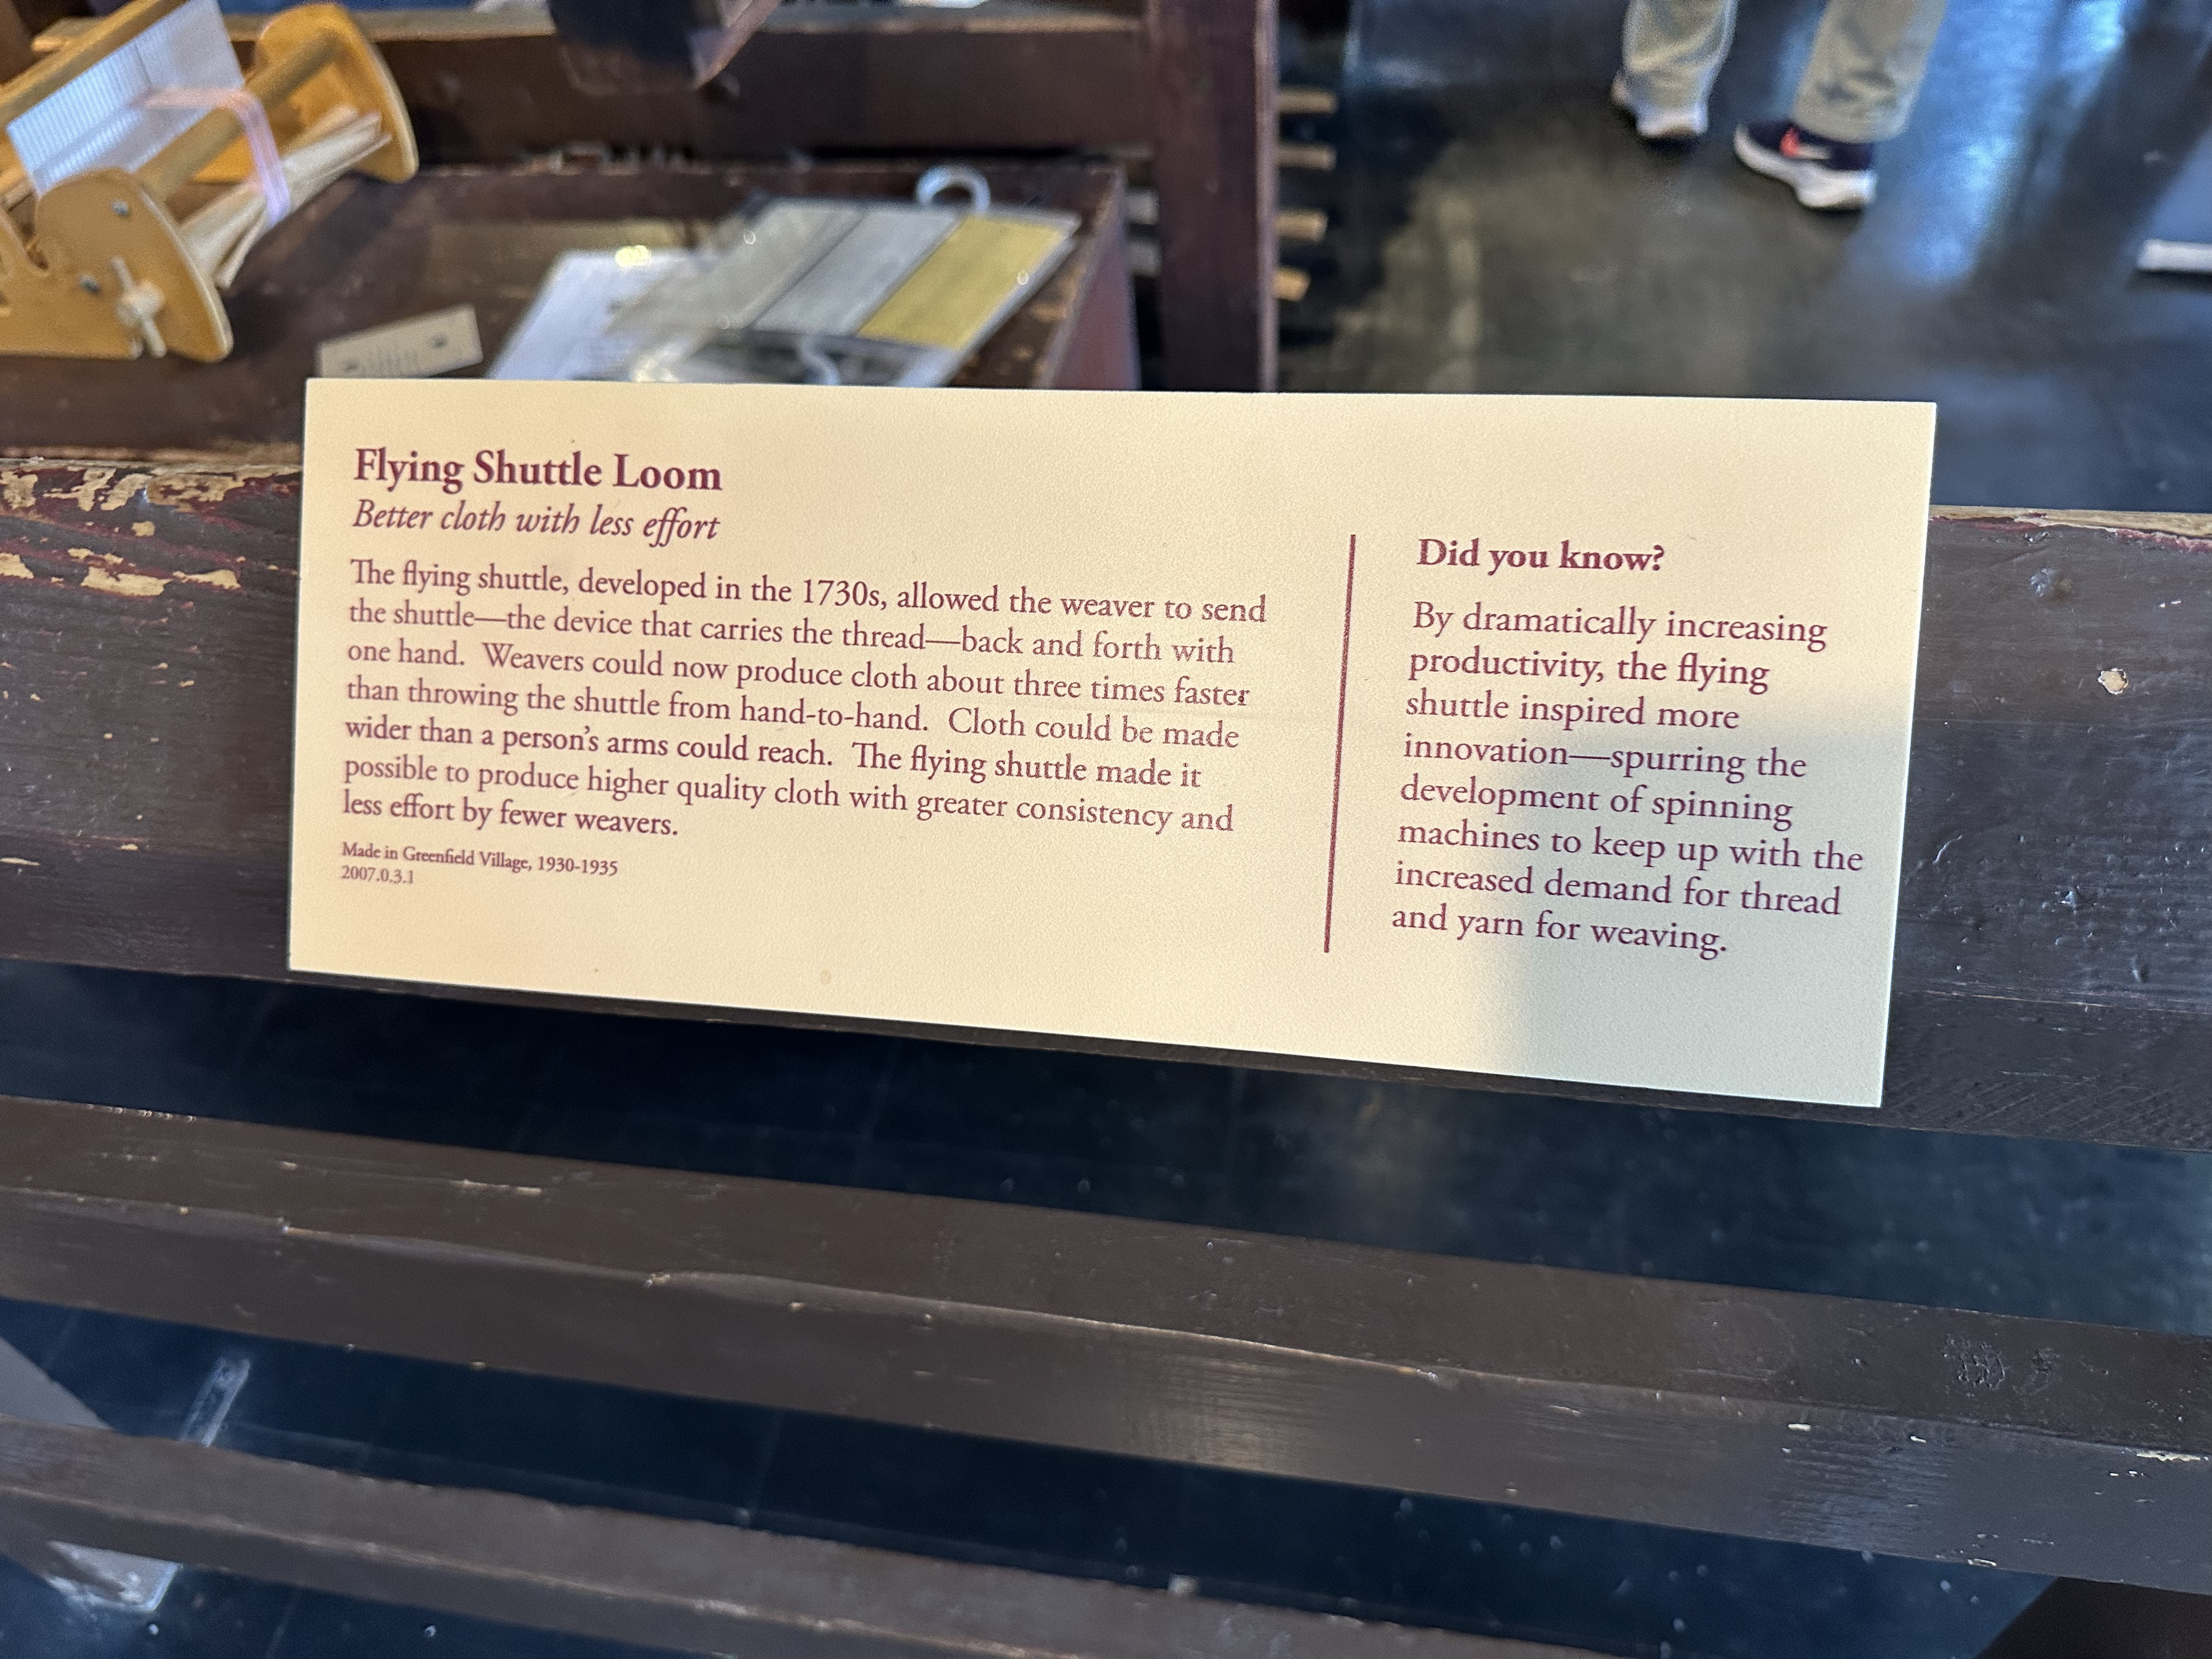 Flying Shuttle Loom
Better cloth with less effort
The flying shuttle, developed in the 1730s, allowed the weaver to send
the shuttle—the device that carries the thread—back and forth with
one hand.  Weavers could now produce cloth about three times faster
than throwing the shuttle from hand-to-hand.  Cloth could be made
wider than a person's arms could reach.  The flying shuttle made it
possible to produce higher quality cloth with greater consistency and
less effort by fewer weavers.
Made in Greenfield Village, 1930-1935
2007.0.3.1
Did you know?
By dramatically increasing
productivity, the flying
shuttle inspired more
innovation—spurring the
development of spinning
machines to keep up with the
increased demand for thread
and yarn for weaving.